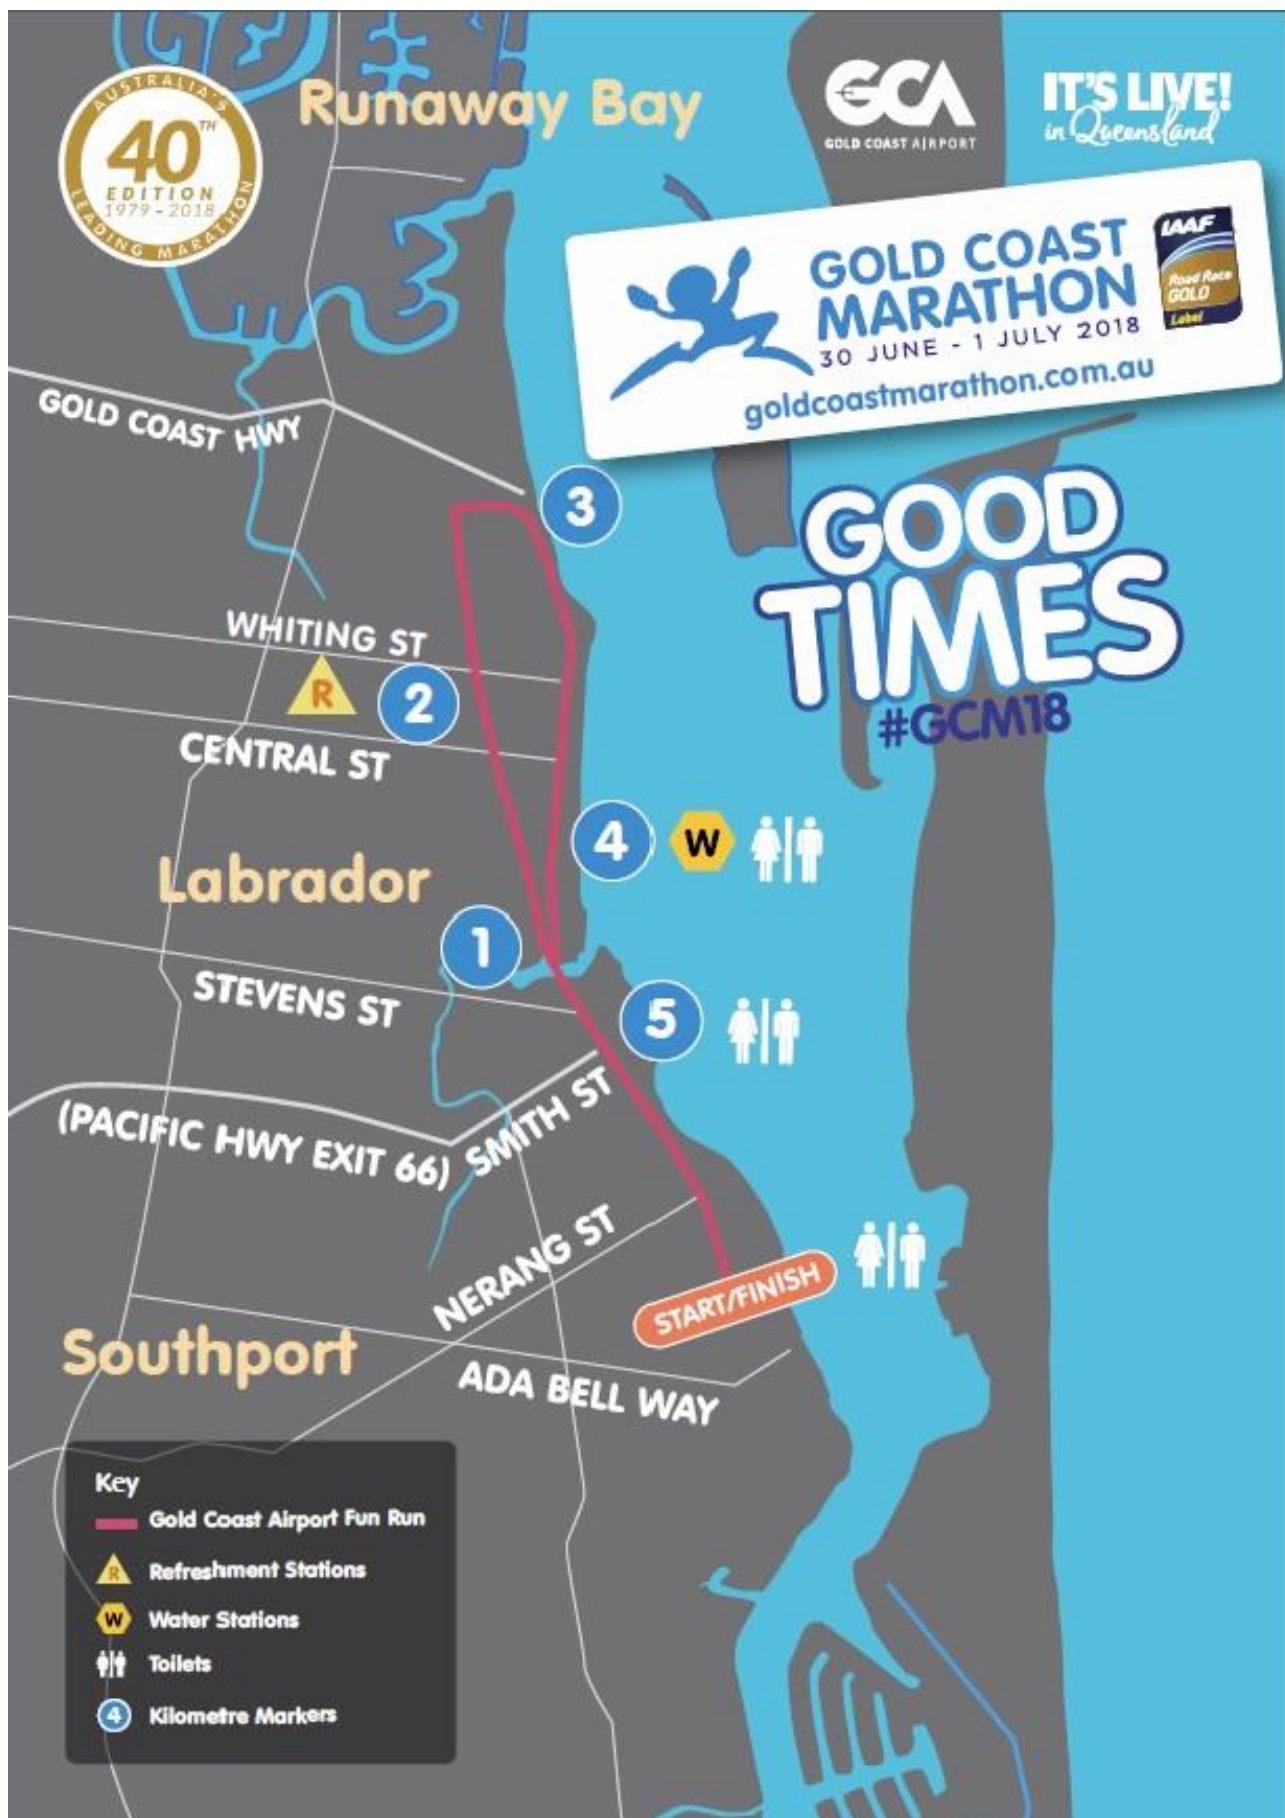 Runaway Bay
AUSTRALIA'S
40TH
EDITION
1979 - 2018
LEADING MARATHON
GCA
GOLD COAST AIRPORT
IT'S LIVE!
in Queensland
GOLD COAST
MARATHON
30 JUNE - 1 JULY 2018
goldcoastmarathon.com.au
IAAF
Road Race
GOLD
Label
GOLD COAST HWY
3
GOOD
TIMES
#GCM18
WHITING ST
R
2
CENTRAL ST
4
W
Labrador
1
STEVENS ST
5
(PACIFIC HWY EXIT 66)
SMITH ST
NERANG ST
START/FINISH
Southport
ADA BELL WAY
Key
Gold Coast Airport Fun Run
R Refreshment Stations
W Water Stations
Toilets
4 Kilometre Markers